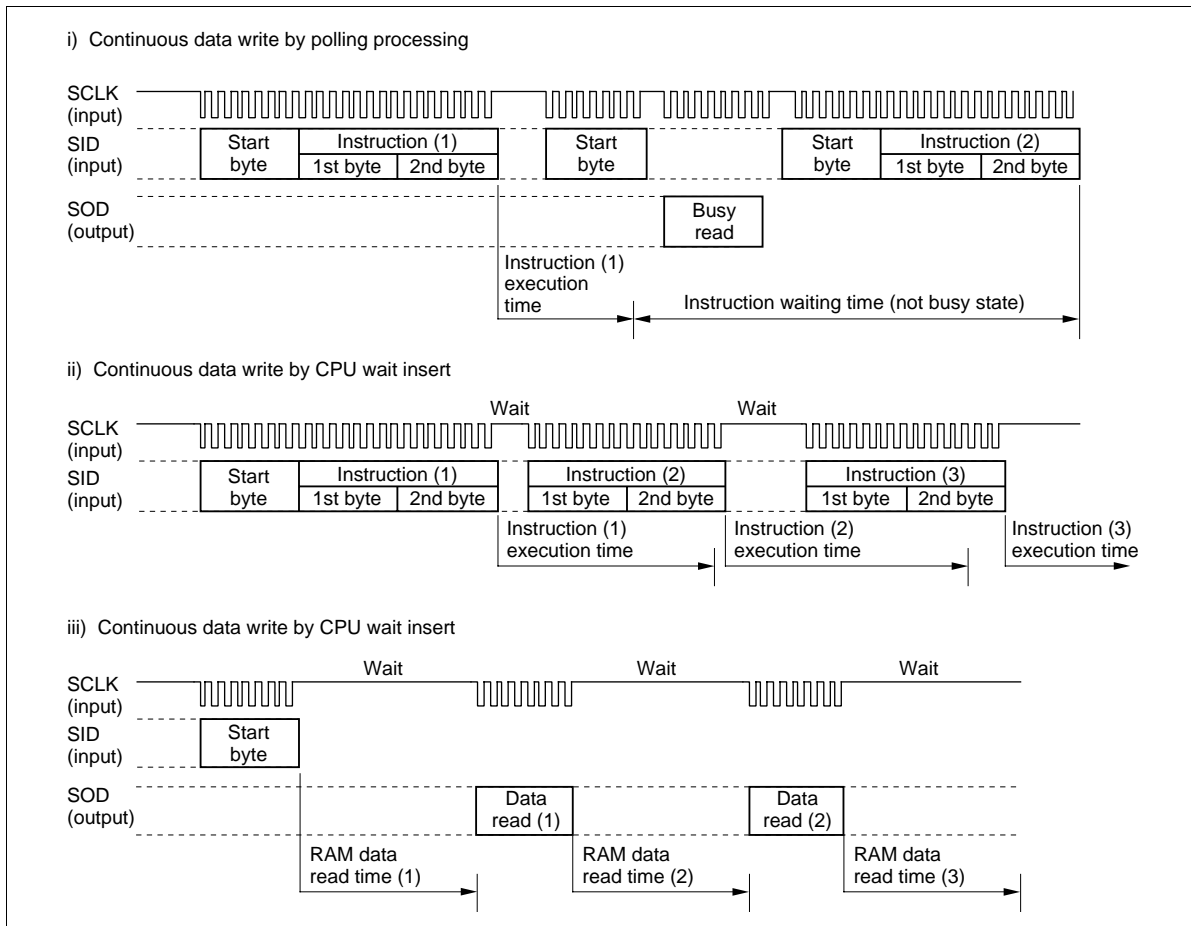 i) Continuous data write by polling processing
SCLK
(input)
SID
(input)
Start
byte
Instruction (1)
1st byte
2nd byte
Start
byte
Start
byte
Instruction (2)
1st byte
2nd byte
SOD
(output)
Busy
read
Instruction (1)
execution
time
Instruction waiting time (not busy state)
ii) Continuous data write by CPU wait insert
Wait
Wait
SCLK
(input)
SID
(input)
Start
byte
Instruction (1)
1st byte
2nd byte
Instruction (2)
1st byte
2nd byte
Instruction (3)
1st byte
2nd byte
Instruction (1)
execution time
Instruction (2)
execution time
Instruction (3)
execution time
iii) Continuous data write by CPU wait insert
Wait
Wait
Wait
SCLK
(input)
SID
(input)
Start
byte
SOD
(output)
Data
read (1)
Data
read (2)
RAM data
read time (1)
RAM data
read time (2)
RAM data
read time (3)